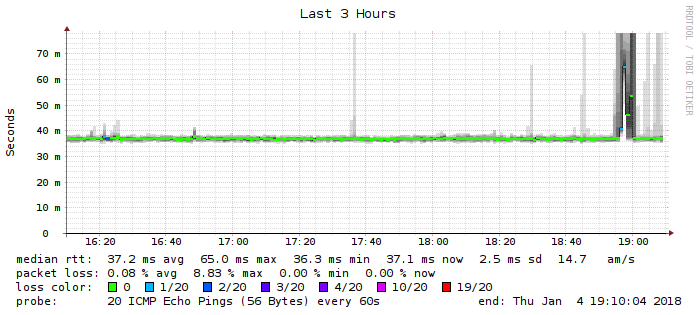 Last 3 Hours
RRDTOOL / TOBI OETIKER
Seconds
70 m
60 m
50 m
40 m
30 m
20 m
10 m
0
16:20 16:40 17:00 17:20 17:40 18:00 18:20 18:40 19:00
median rtt: 37.2 ms avg 65.0 ms max 36.3 ms min 37.1 ms now 2.5 ms sd 14.7 am/s
packet loss: 0.08 % avg 8.83 % max 0.00 % min 0.00 % now
loss color: 0 1/20 2/20 3/20 4/20 10/20 19/20
probe: 20 ICMP Echo Pings (56 Bytes) every 60s end: Thu Jan 4 19:10:04 2018